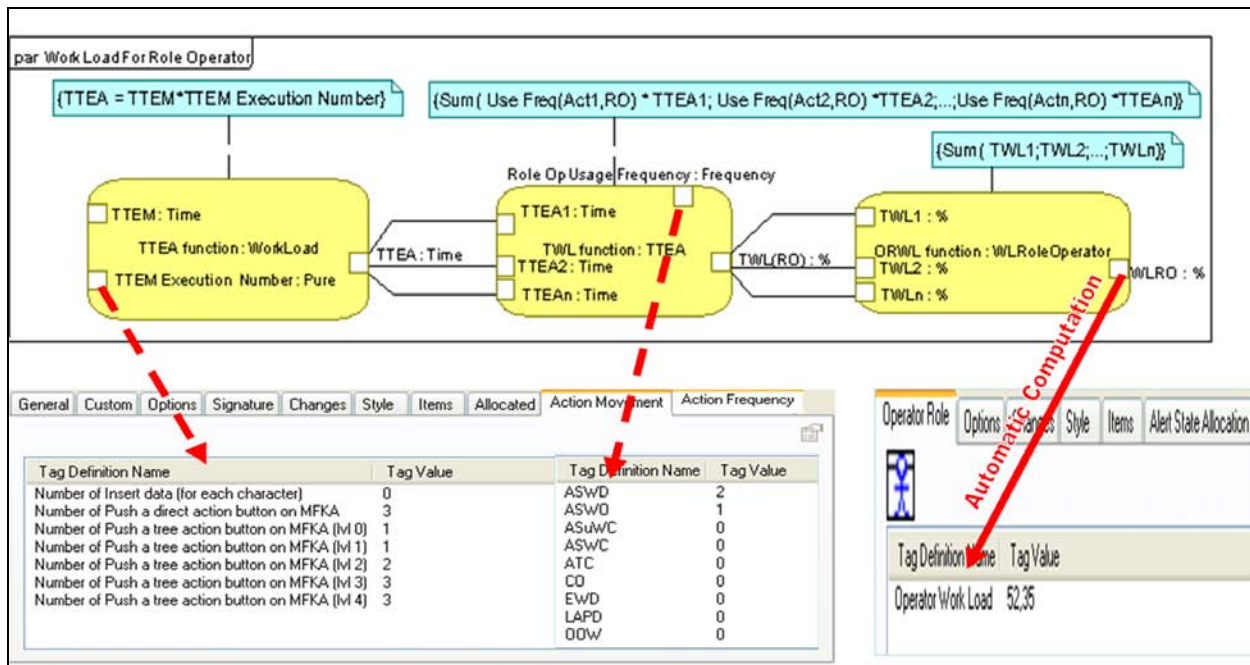 par Work Load For Role Operator
{TTEA = TTEM*TTEM Execution Number}
{Sum( Use Freq(Act1,RO) * TTEA1; Use Freq(Act2,RO) *TTEA2;...;Use Freq(Actn,RO) *TTEAn)}
{Sum( TWL1;TWL2;...;TWLn)}
Role Op Usage Frequency : Frequency
TTEM : Time
TTEA function : WorkLoad
TTEM Execution Number : Pure
TTEA : Time
TTEA1 : Time
TWL function : TTEA
TTEA2 : Time
TTEAn : Time
TWL(RO) : %
TWL1 : %
ORWL function : WLRoleOperator
TWL2 : %
TWLn : %
WLRO : %
Automatic Computation
General Custom Options Signature Changes Style Items Allocated Action Movement Action Frequency
Tag Definition Name Tag Value
Number of Insert data (for each character) 0
Number of Push a direct action button on MFKA 3
Number of Push a tree action button on MFKA (lvl 0) 1
Number of Push a tree action button on MFKA (lvl 1) 1
Number of Push a tree action button on MFKA (lvl 2) 2
Number of Push a tree action button on MFKA (lvl 3) 3
Number of Push a tree action button on MFKA (lvl 4) 3
Tag Definition Name Tag Value
ASWD 2
ASWO 1
ASuWC 0
ASWC 0
ATC 0
CO 0
EWD 0
LAPD 0
OOW 0
Operator Role Options Changes Style Items Alert State Allocation
Tag Definition Name Tag Value
Operator Work Load 52,35